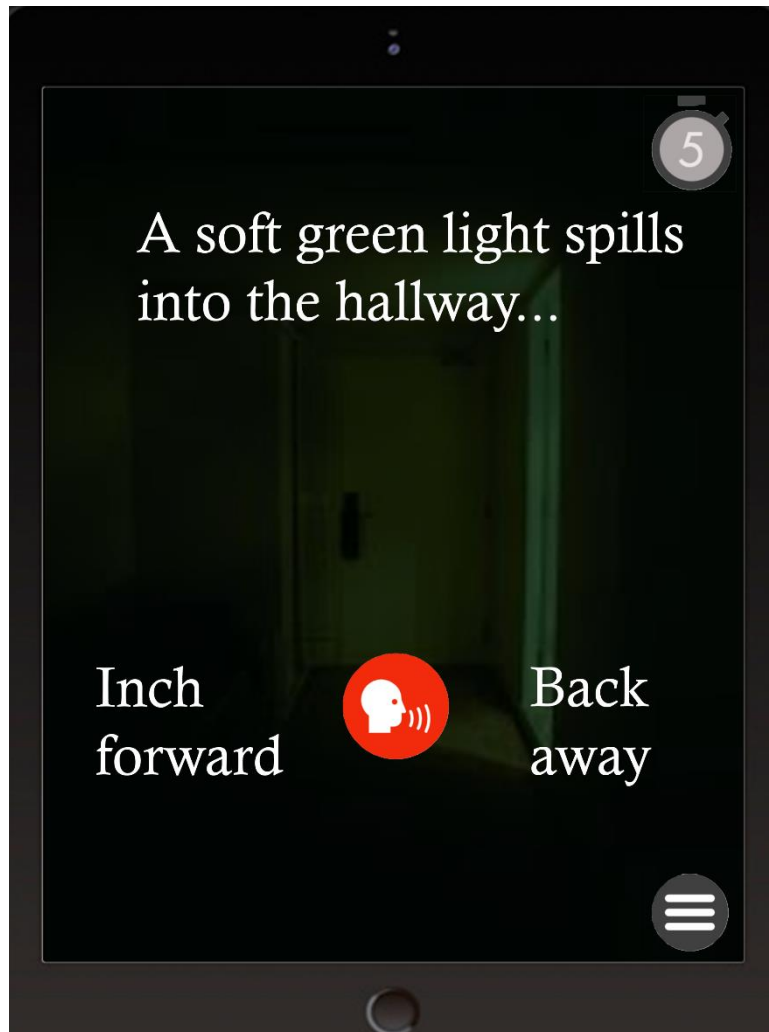 5
A soft green light spills
into the hallway...
Inch
forward
Back
away